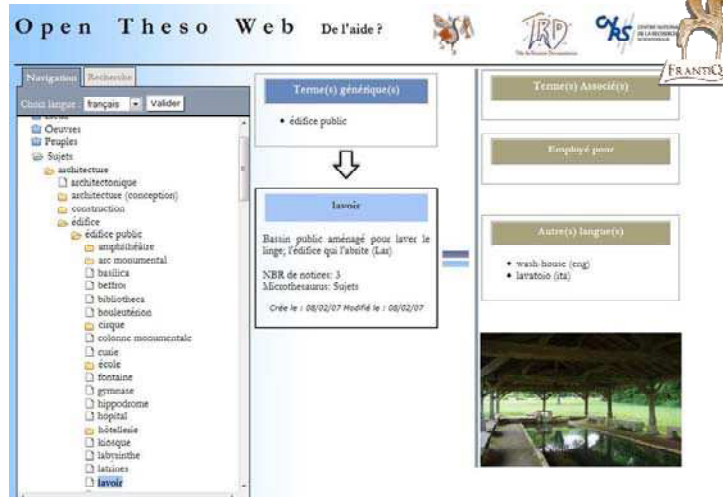 Open Theso Web
De l'aide ?
CNRS
FRANTIQ
Navigation
Recherche
Choix langue : français
Valider
Oeuvres
Peuples
Sujets
architecture
architectonique
architecture (conception)
construction
édifice
édifice public
amphithéâtre
arc monumental
basilica
beffroi
bibliotheca
bouleutérion
cirque
colonne monumentale
curie
école
fontaine
gymnase
hippodrome
hopital
hôtellerie
kiosque
labyrinthe
latrines
lavoir
Terme(s) générique(s)
édifice public
lavoir
Bassin public aménagé pour laver le
linge; l'édifice qui l'abrite (Lar)
NBR de notices: 3
Microthesaurus: Sujets
Crée le : 08/02/07 Modifié le : 08/02/07
Terme(s) Associé(s)
Employé pour
Autre(s) langue(s)
wash-house (eng)
lavatoio (ita)